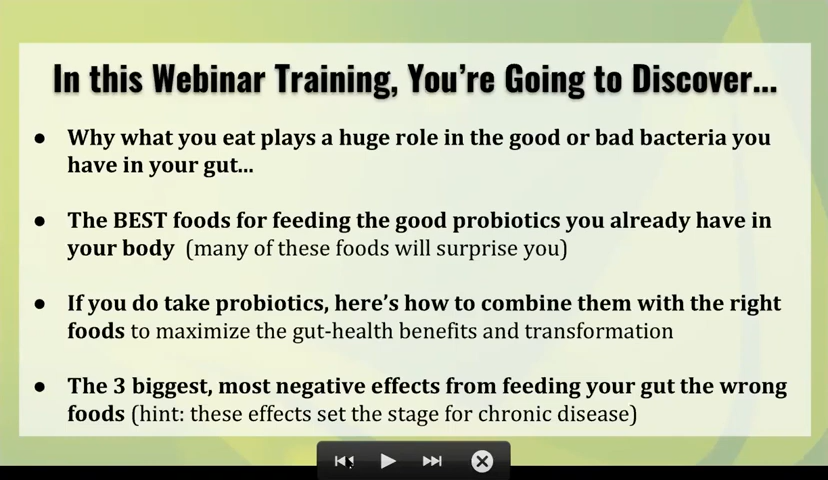 In this Webinar Training, You're Going to Discover...
● Why what you eat plays a huge role in the good or bad bacteria you
have in your gut...
● The BEST foods for feeding the good probiotics you already have in
your body (many of these foods will surprise you)
● If you do take probiotics, here's how to combine them with the right
foods to maximize the gut-health benefits and transformation
● The 3 biggest, most negative effects from feeding your gut the wrong
foods (hint: these effects set the stage for chronic disease)